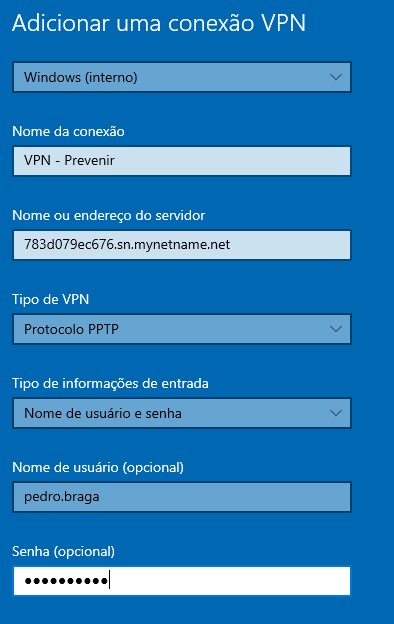 Adicionar uma conexão VPN
Windows (interno)
Nome da conexão
VPN - Prevenir
Nome ou endereço do servidor
783d079ec676.sn.mynetname.net
Tipo de VPN
Protocolo PPTP
Tipo de informações de entrada
Nome de usuário e senha
Nome de usuário (opcional)
pedro.braga
Senha (opcional)
●●●●●●●●●●